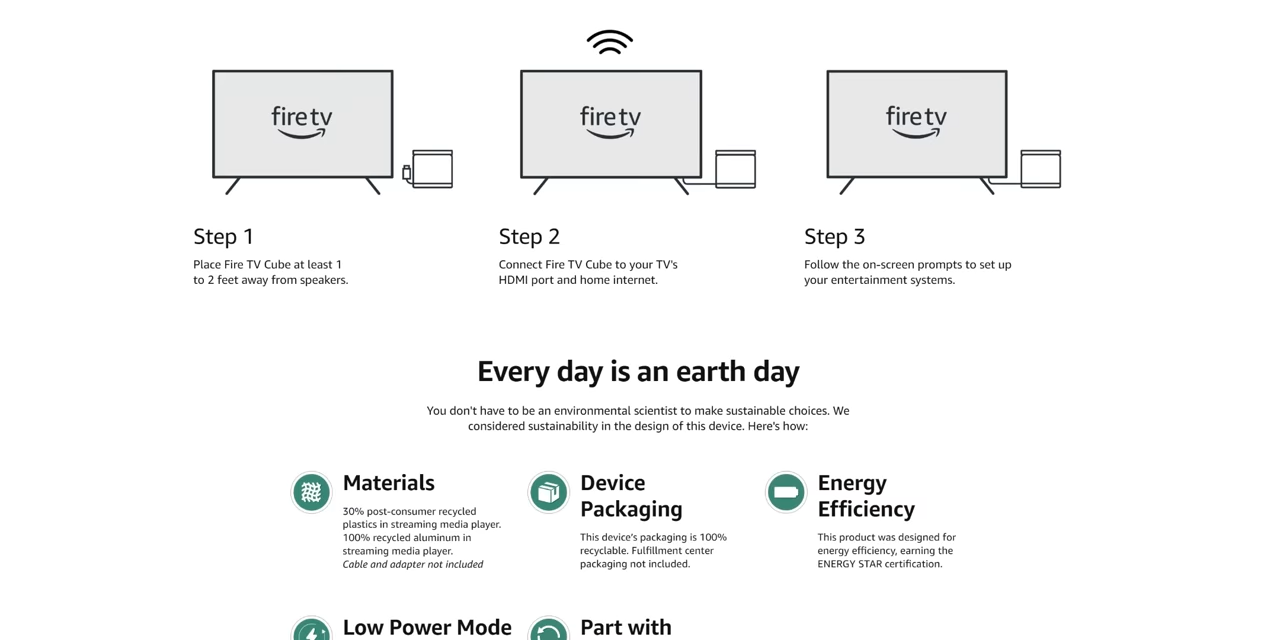 fire tv
fire tv
fire tv
Step 1
Place Fire TV Cube at least 1
to 2 feet away from speakers.
Step 2
Connect Fire TV Cube to your TV's
HDMI port and home internet.
Step 3
Follow the on-screen prompts to set up
your entertainment systems.
Every day is an earth day
You don't have to be an environmental scientist to make sustainable choices. We
considered sustainability in the design of this device. Here's how:
Materials
30% post-consumer recycled
plastics in streaming media player.
100% recycled aluminum in
streaming media player.
Cable and adapter not included
Device
Packaging
This device's packaging is 100%
recyclable. Fulfillment center
packaging not included.
Energy
Efficiency
This product was designed for
energy efficiency, earning the
ENERGY STAR certification.
Low Power Mode
Part with